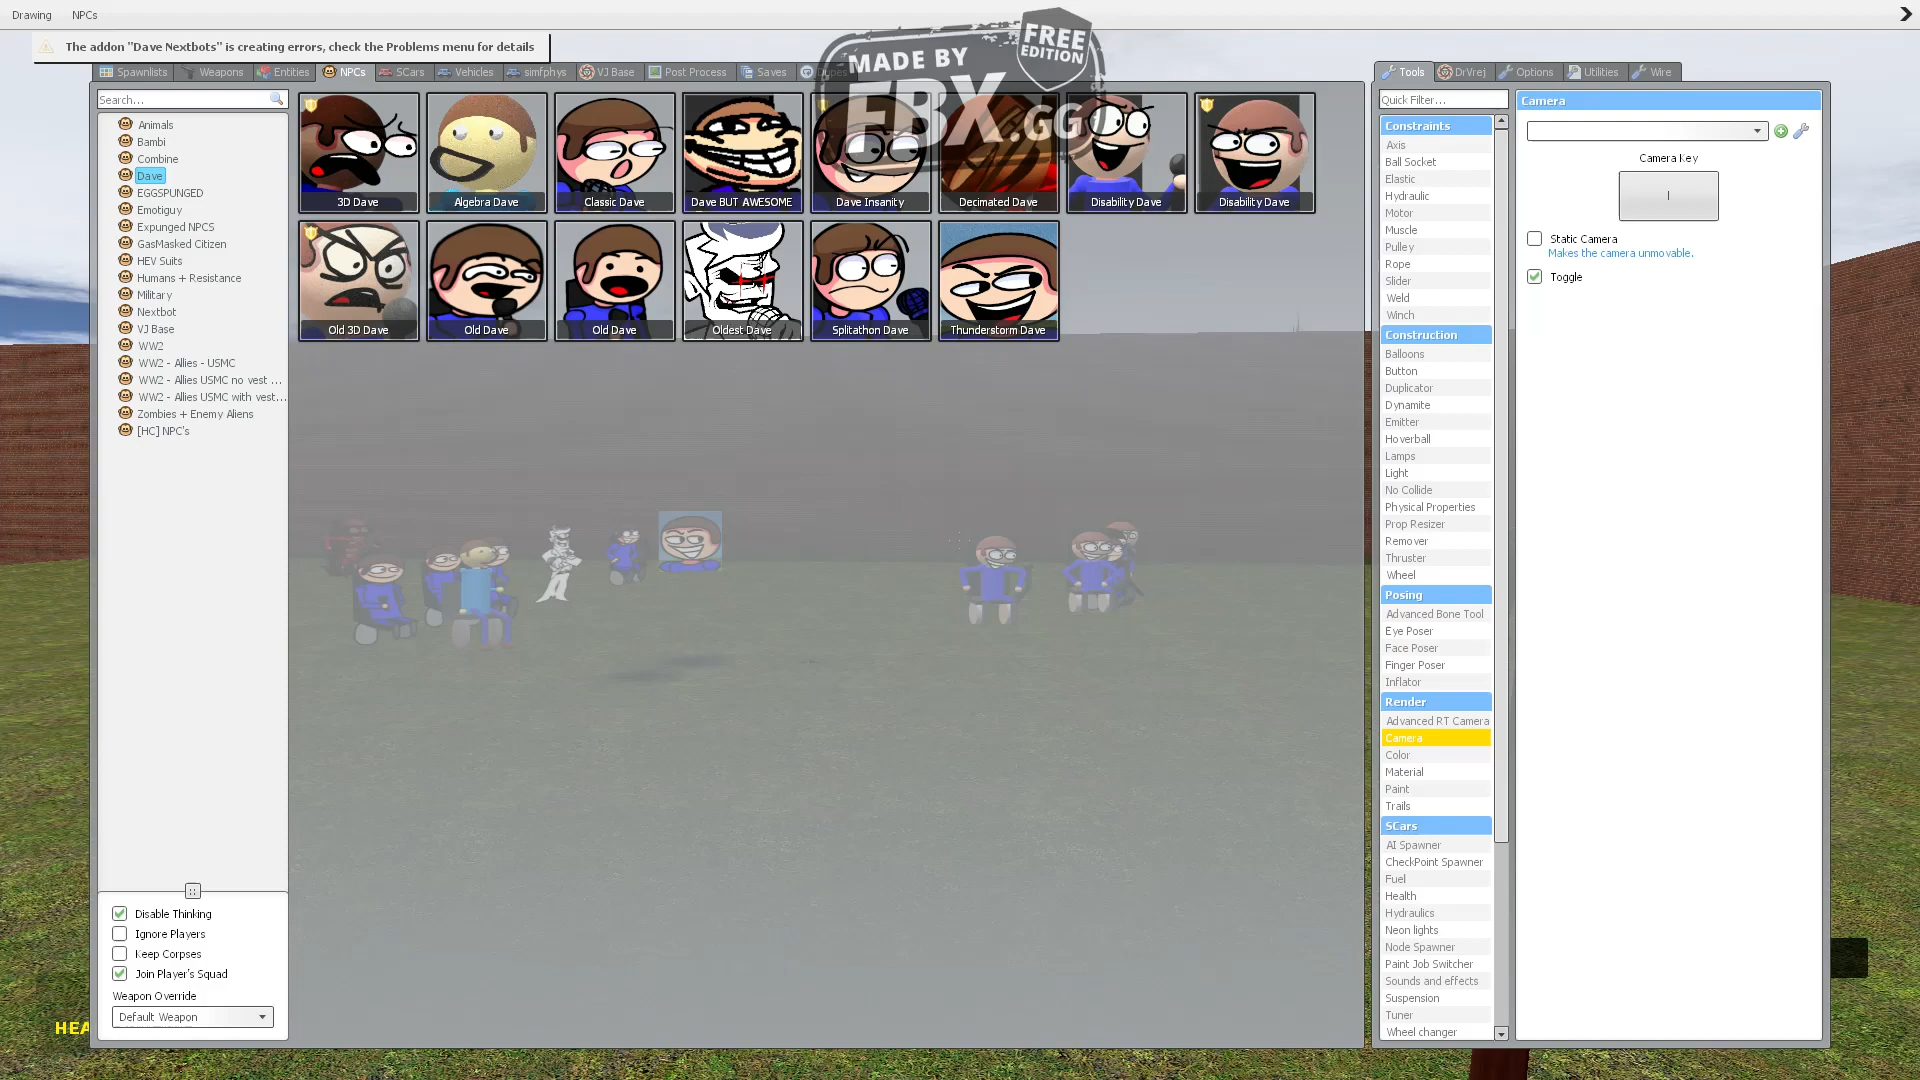 Drawing NPCs
The addon "Dave Nextbots" is creating errors, check the Problems menu for details
MADE BY
FBX.GG
FREE
EDITION
Spawnlists Weapons Entities NPCs SCars Vehicles simfphys VJ Base Post Process Saves Dupes
Search...
Animals
Bambi
Combine
Dave
EGGSPUNGED
Emotiguy
Expunged NPCS
GasMasked Citizen
HEV Suits
Humans + Resistance
Military
Nextbot
VJ Base
WW2
WW2 - Allies - USMC
WW2 - Allies USMC no vest ...
WW2 - Allies USMC with vest...
Zombies + Enemy Aliens
[HC] NPC's
3D Dave
Algebra Dave
Classic Dave
Dave BUT AWESOME
Dave Insanity
Decimated Dave
Disability Dave
Disability Dave
Old 3D Dave
Old Dave
Old Dave
Oldest Dave
Splitathon Dave
Thunderstorm Dave
Disable Thinking
Ignore Players
Keep Corpses
Join Player's Squad
Weapon Override
Default Weapon
HEA
Tools DrVrej Options Utilities Wire
Quick Filter...
Constraints
Axis
Ball Socket
Elastic
Hydraulic
Motor
Muscle
Pulley
Rope
Slider
Weld
Winch
Construction
Balloons
Button
Duplicator
Dynamite
Emitter
Hoverball
Lamps
Light
No Collide
Physical Properties
Prop Resizer
Remover
Thruster
Wheel
Posing
Advanced Bone Tool
Eye Poser
Face Poser
Finger Poser
Inflator
Render
Advanced RT Camera
Camera
Color
Material
Paint
Trails
SCars
AI Spawner
CheckPoint Spawner
Fuel
Health
Hydraulics
Neon lights
Node Spawner
Paint Job Switcher
Sounds and effects
Suspension
Tuner
Wheel changer
Camera
Camera Key
Static Camera
Makes the camera unmovable.
Toggle